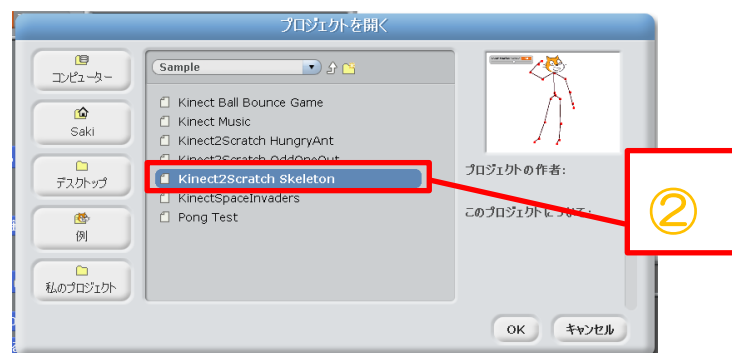 プロジェクトを開く
コンピューター
Saki
デスクトップ
例
私のプロジェクト
Sample
Kinect Ball Bounce Game
Kinect Music
Kinect2Scratch HungryAnt
Kinect2Scratch OddOneOut
Kinect2Scratch Skeleton
KinectSpaceInvaders
Pong Test
プロジェクトの作者:
このプロジェクトについて:
②
OK
キャンセル